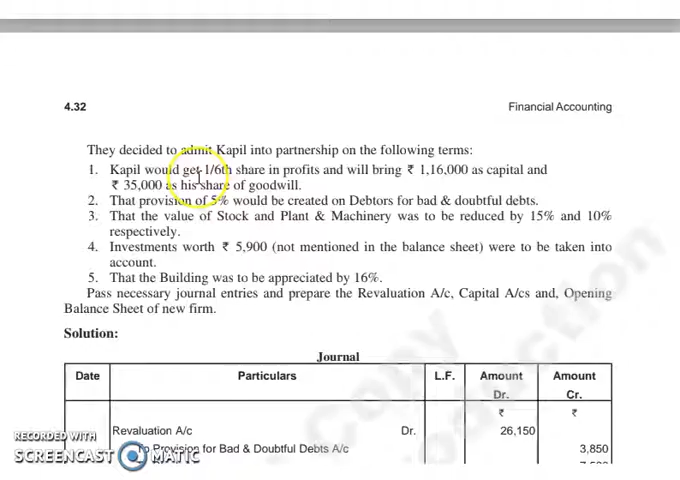 4.32 Financial Accounting
They decided to admit Kapil into partnership on the following terms:
1. Kapil would get 1/6th share in profits and will bring ₹ 1,16,000 as capital and
₹ 35,000 as his share of goodwill.
2. That provision of 5% would be created on Debtors for bad & doubtful debts.
3. That the value of Stock and Plant & Machinery was to be reduced by 15% and 10%
respectively.
4. Investments worth ₹ 5,900 (not mentioned in the balance sheet) were to be taken into
account.
5. That the Building was to be appreciated by 16%.
Pass necessary journal entries and prepare the Revaluation A/c, Capital A/cs and, Opening
Balance Sheet of new firm.
Solution:
Journal
Date Particulars L.F. Amount Amount
Dr. Cr.
₹ ₹
Revaluation A/c Dr. 26,150
To Provision for Bad & Doubtful Debts A/c 3,850
RECORDED WITH
SCREENCAST MATIC
Copy